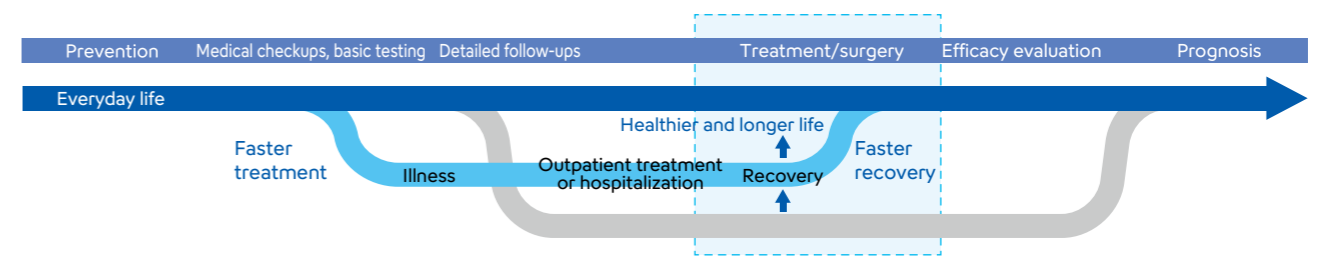 Prevention Medical checkups, basic testing Detailed follow-ups Treatment/surgery Efficacy evaluation Prognosis
Everyday life
Healthier and longer life
Faster
treatment
Illness
Outpatient treatment
or hospitalization
Recovery
Faster
recovery